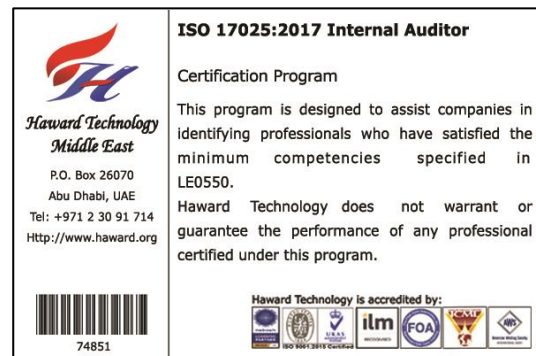 Haward Technology
Middle East
P.O. Box 26070
Abu Dhabi, UAE
Tel: +971 2 30 91 714
Http://www.haward.org
74851
ISO 17025:2017 Internal Auditor
Certification Program
This program is designed to assist companies in
identifying professionals who have satisfied the
minimum competencies specified in
LE0550.
Haward Technology does not warrant or
guarantee the performance of any professional
certified under this program.
Haward Technology is accredited by:
UKAS
ilm
FOA
AWS
ISO 9001:2015 Certified